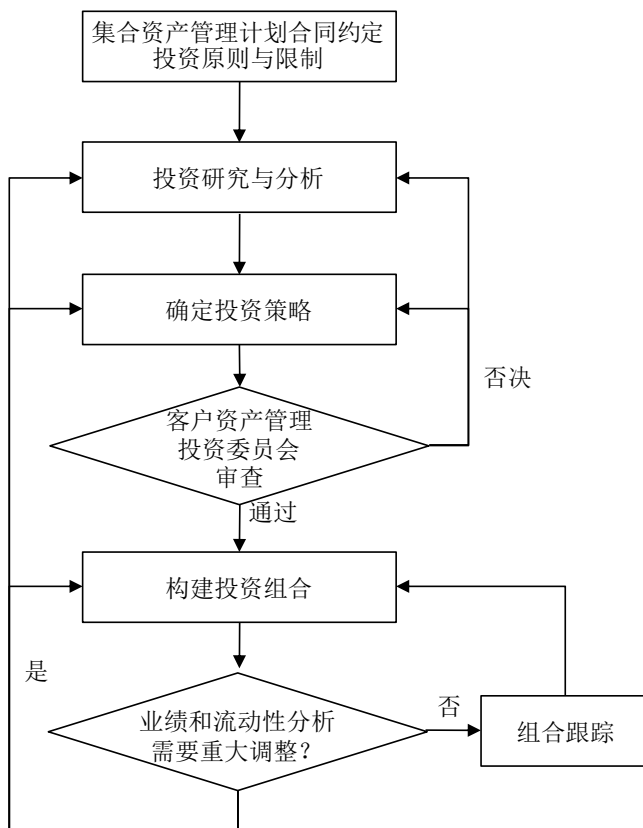 集合资产管理计划合同约定
投资原则与限制
投资研究与分析
确定投资策略
否决
客户资产管理
投资委员会
审查
通过
构建投资组合
是
业绩和流动性分析
需要重大调整?
否
组合跟踪